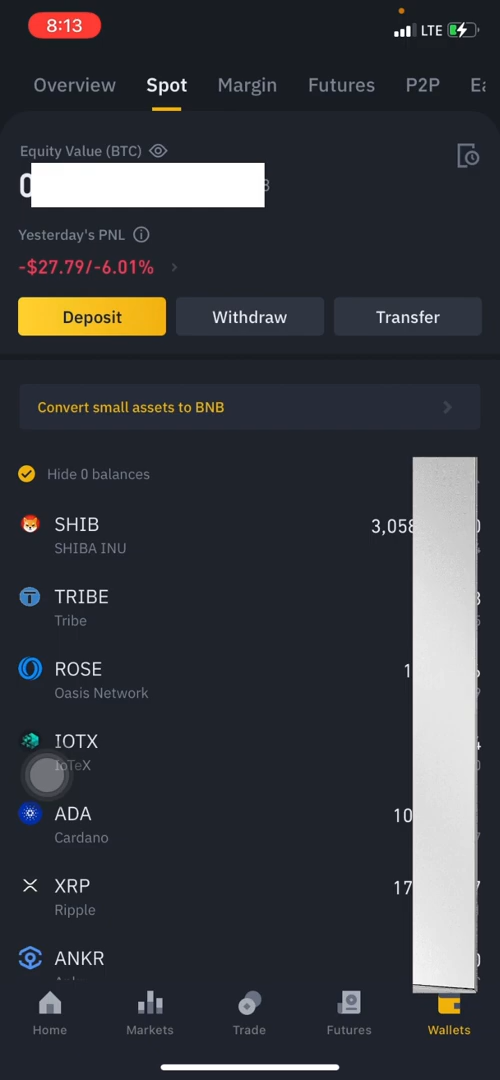 8:13
LTE
Overview Spot Margin Futures P2P
Equity Value (BTC)
0
Yesterday's PNL
-$27.79/-6.01%
Deposit Withdraw Transfer
Convert small assets to BNB
Hide 0 balances
SHIB 3,058
SHIBA INU
TRIBE
Tribe
ROSE 1
Oasis Network
IOTX
IoTeX
ADA 10
Cardano
XRP 17
Ripple
ANKR
Home Markets Trade Futures Wallets